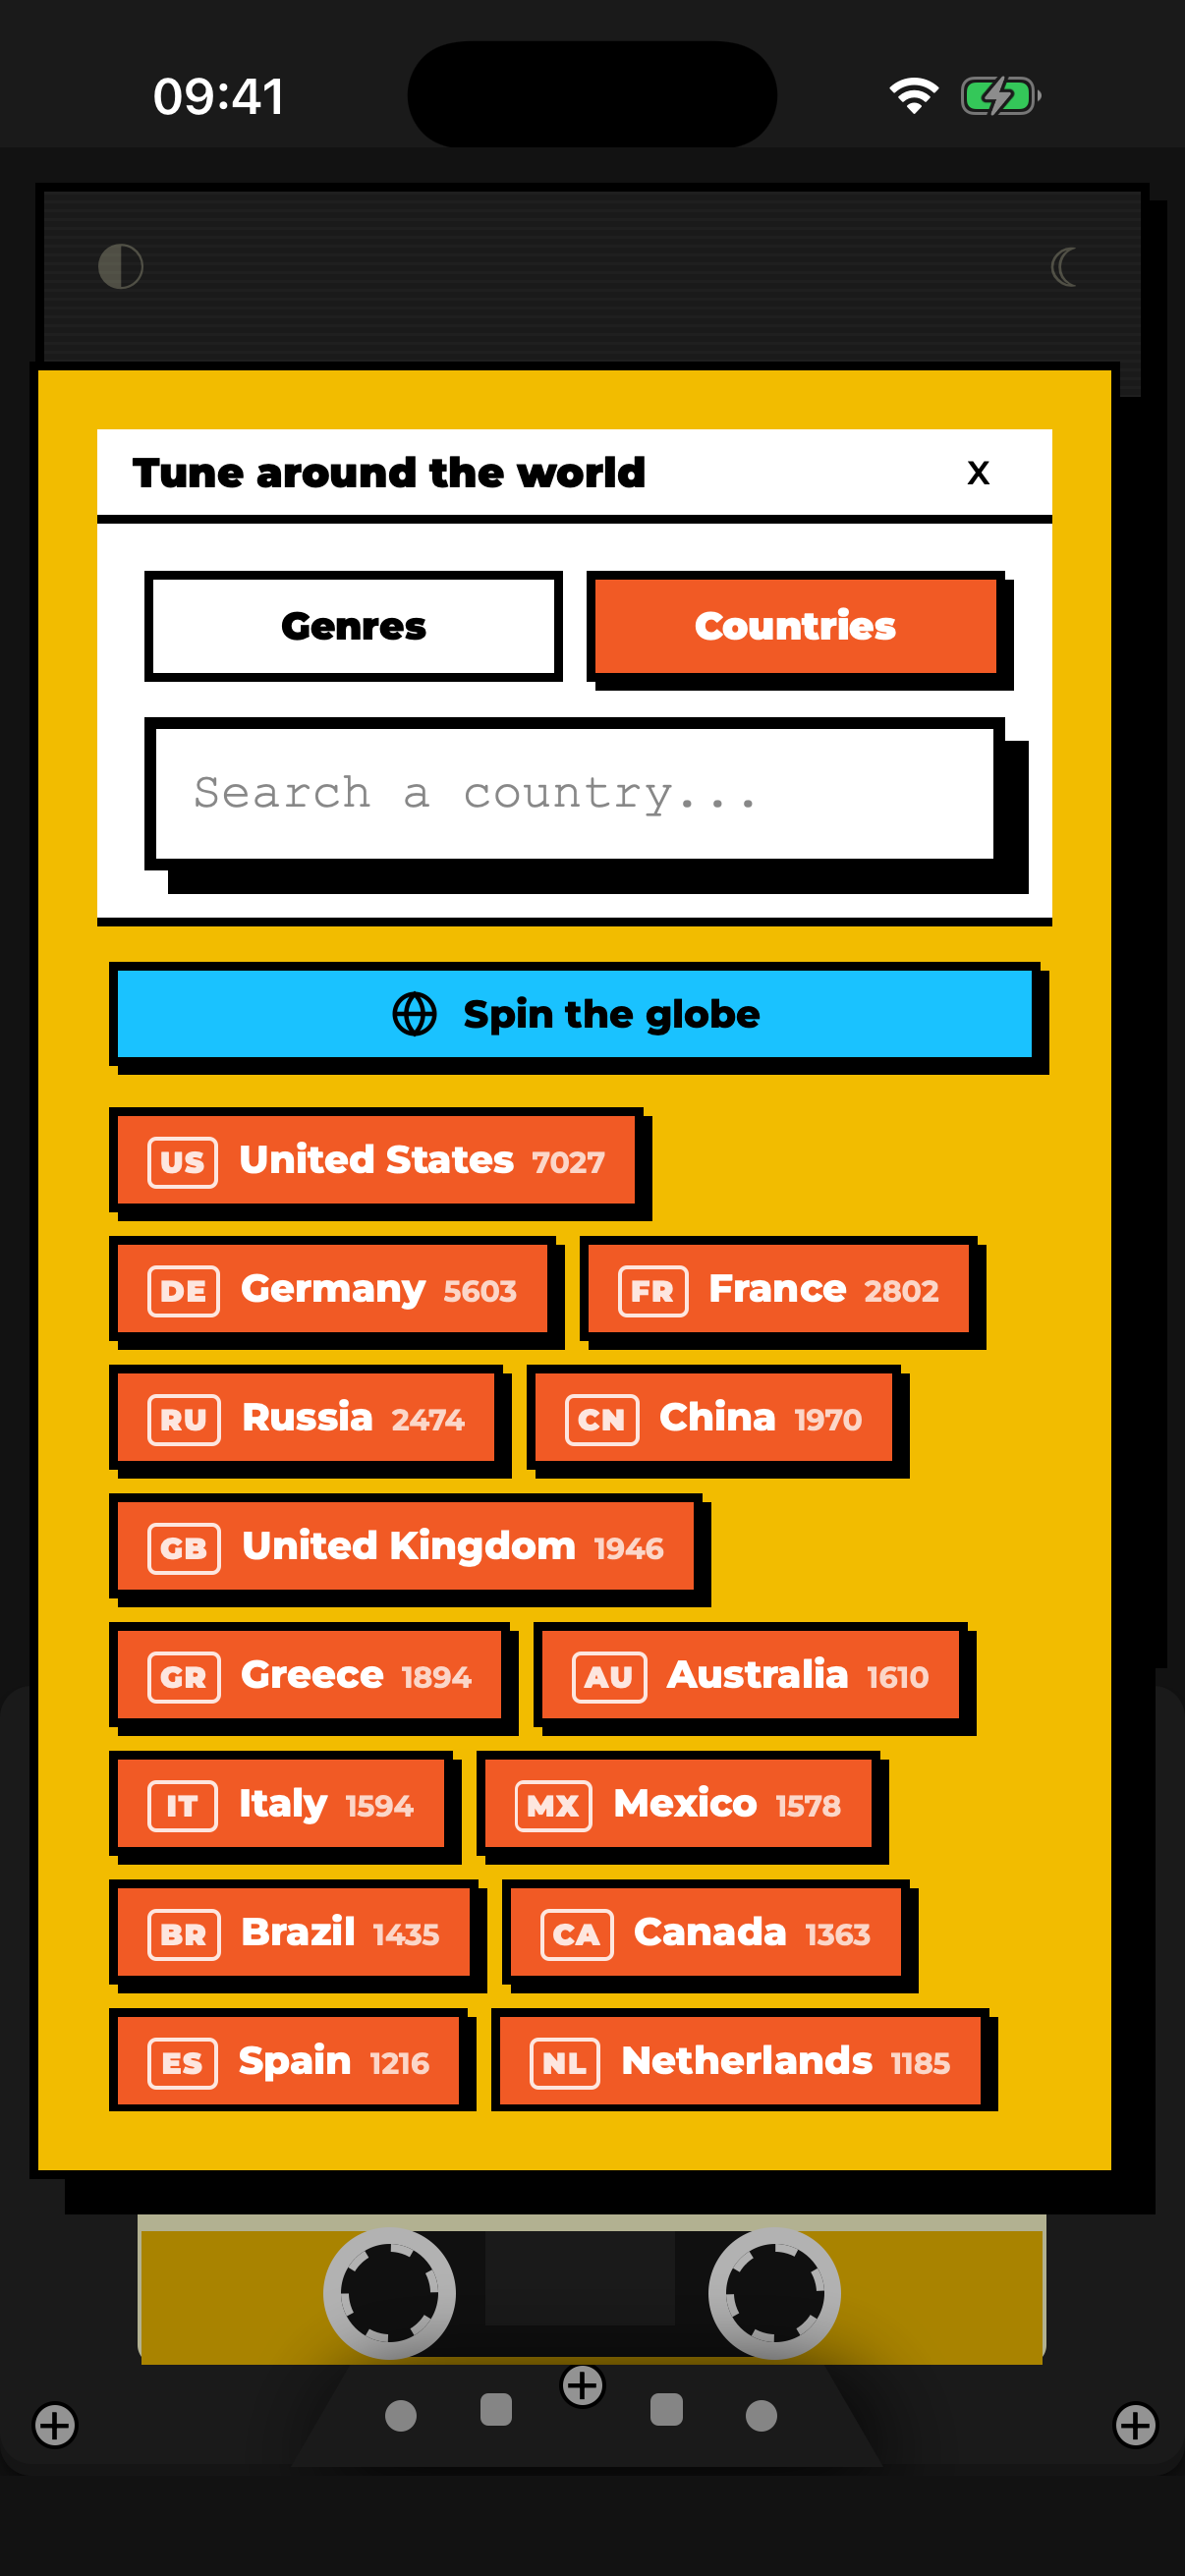 09:41
Tune around the world X
Genres Countries
Search a country...
Spin the globe
US United States 7027
DE Germany 5603 FR France 2802
RU Russia 2474 CN China 1970
GB United Kingdom 1946
GR Greece 1894 AU Australia 1610
IT Italy 1594 MX Mexico 1578
BR Brazil 1435 CA Canada 1363
ES Spain 1216 NL Netherlands 1185